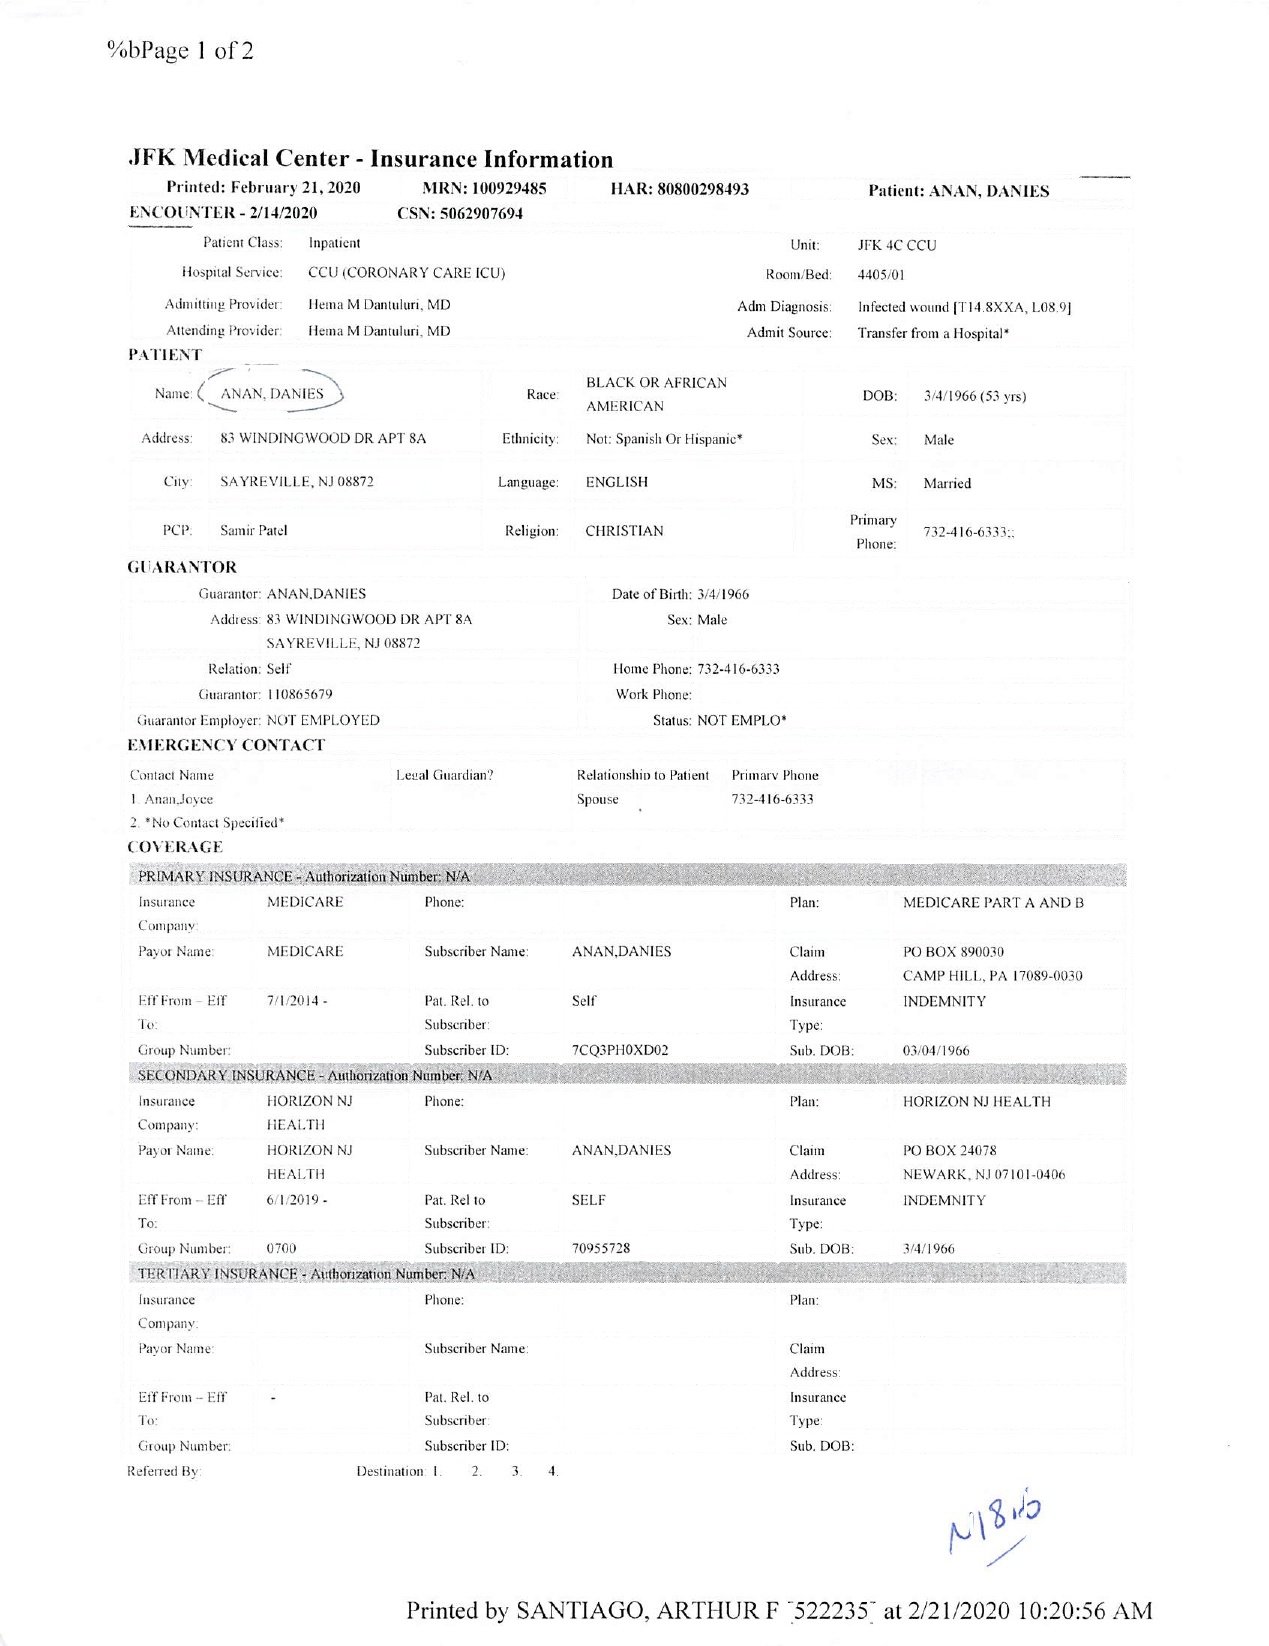 %bPage 1 of 2
JFK Medical Center - Insurance Information
Printed: February 21, 2020 MRN: 100929485 HAR: 80800298493 Patient: ANAN, DANIES
ENCOUNTER - 2/14/2020 CSN: 5062907694
Patient Class: Inpatient Unit: JFK 4C CCU
Hospital Service: CCU (CORONARY CARE ICU) Room/Bed: 4405/01
Admitting Provider: Hema M Dantuluri, MD Adm Diagnosis: Infected wound [T14.8XXA, L08.9]
Attending Provider: Hema M Dantuluri, MD Admit Source: Transfer from a Hospital*
PATIENT
Name: ANAN, DANIES Race: BLACK OR AFRICAN AMERICAN DOB: 3/4/1966 (53 yrs)
Address: 83 WINDINGWOOD DR APT 8A Ethnicity: Not: Spanish Or Hispanic* Sex: Male
City: SAYREVILLE, NJ 08872 Language: ENGLISH MS: Married
PCP: Samir Patel Religion: CHRISTIAN Primary Phone: 732-416-6333;;
GUARANTOR
Guarantor: ANAN,DANIES Date of Birth: 3/4/1966
Address: 83 WINDINGWOOD DR APT 8A Sex: Male
SAYREVILLE, NJ 08872
Relation: Self Home Phone: 732-416-6333
Guarantor: 110865679 Work Phone:
Guarantor Employer: NOT EMPLOYED Status: NOT EMPLO*
EMERGENCY CONTACT
Contact Name Legal Guardian? Relationship to Patient Primary Phone
1. Anan,Joyce Spouse 732-416-6333
2. *No Contact Specified*
COVERAGE
PRIMARY INSURANCE - Authorization Number: N/A
Insurance Company: MEDICARE Phone: Plan: MEDICARE PART A AND B
Payor Name: MEDICARE Subscriber Name: ANAN,DANIES Claim Address: PO BOX 890030
CAMP HILL, PA 17089-0030
Eff From – Eff To: 7/1/2014 - Pat. Rel. to Subscriber: Self Insurance Type: INDEMNITY
Group Number: Subscriber ID: 7CQ3PH0XD02 Sub. DOB: 03/04/1966
SECONDARY INSURANCE - Authorization Number: N/A
Insurance Company: HORIZON NJ HEALTH Phone: Plan: HORIZON NJ HEALTH
Payor Name: HORIZON NJ HEALTH Subscriber Name: ANAN,DANIES Claim Address: PO BOX 24078
NEWARK, NJ 07101-0406
Eff From – Eff To: 6/1/2019 - Pat. Rel to Subscriber: SELF Insurance Type: INDEMNITY
Group Number: 0700 Subscriber ID: 70955728 Sub. DOB: 3/4/1966
TERTIARY INSURANCE - Authorization Number: N/A
Insurance Company: Phone: Plan:
Payor Name: Subscriber Name: Claim Address:
Eff From – Eff To: - Pat. Rel. to Subscriber: Insurance Type:
Group Number: Subscriber ID: Sub. DOB:
Referred By: Destination: 1. 2. 3. 4.
Printed by SANTIAGO, ARTHUR F [522235] at 2/21/2020 10:20:56 AM